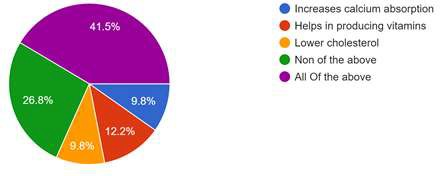 Increases calcium absorption
Helps in producing vitamins
Lower cholesterol
Non of the above
All Of the above
41.5%
9.8%
12.2%
9.8%
26.8%